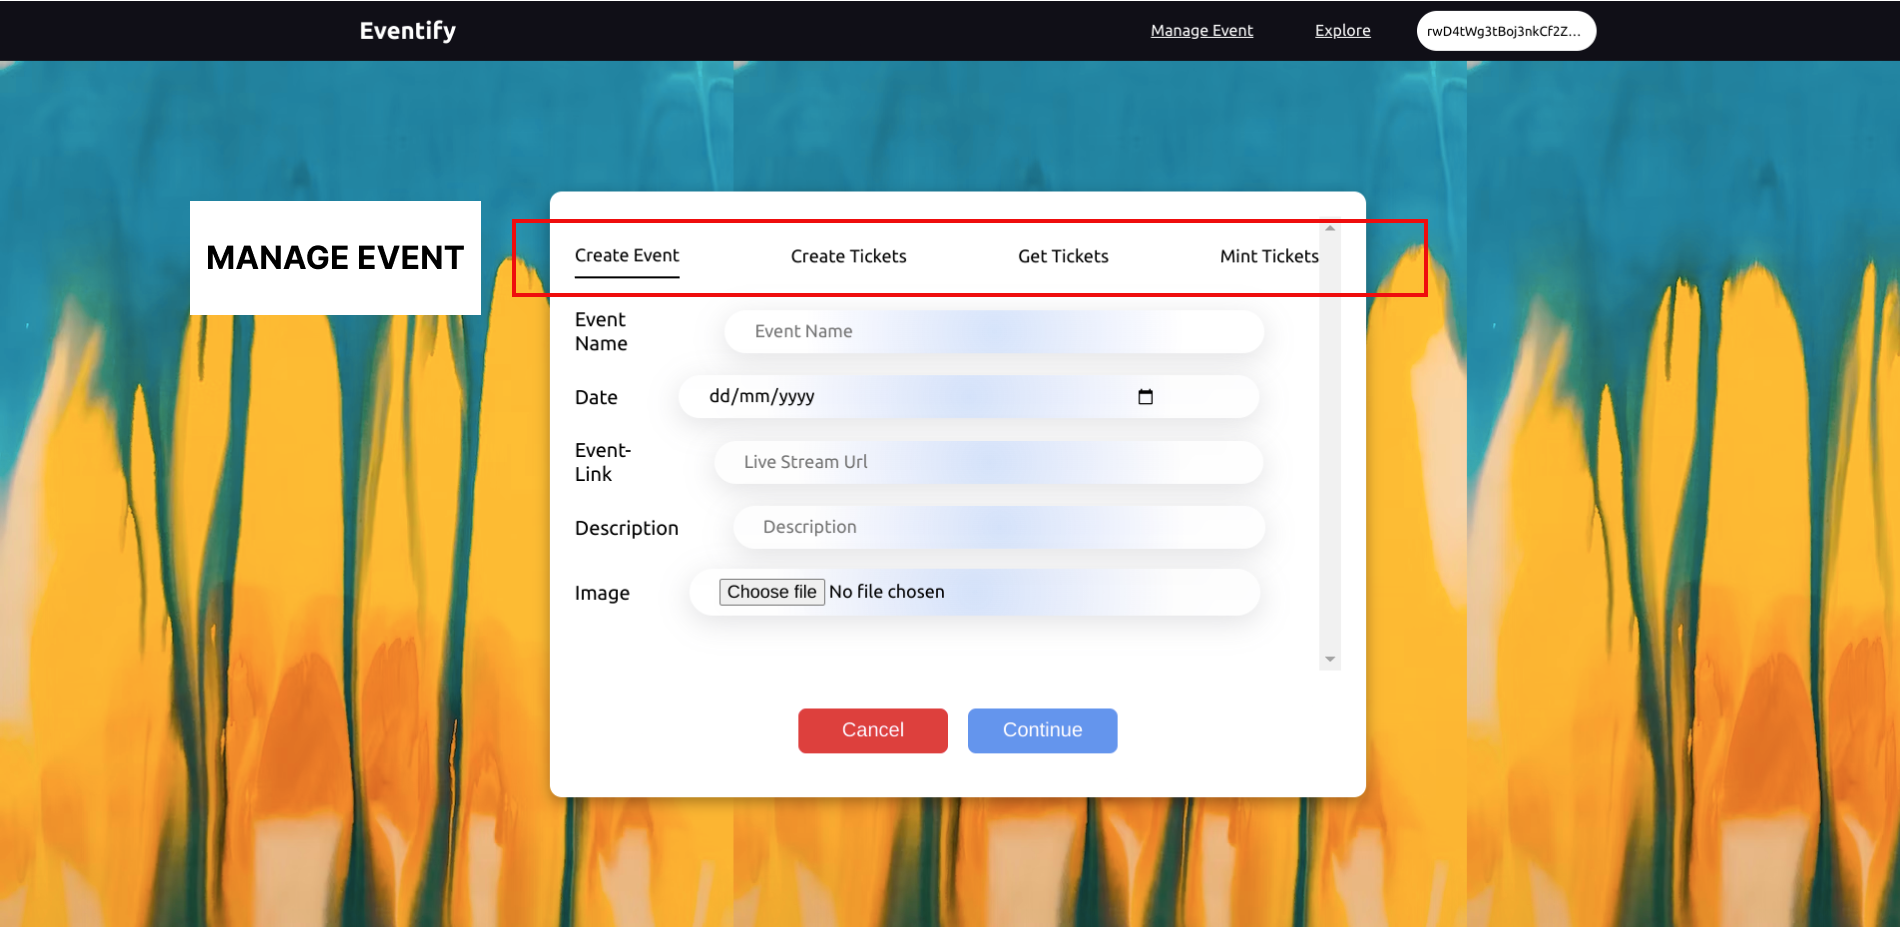 Eventify
Manage Event
Explore
rwD4tWg3tBoj3nkCf2Z...
MANAGE EVENT
Create Event
Create Tickets
Get Tickets
Mint Tickets
Event
Name
Event Name
Date
dd/mm/yyyy
Event-
Link
Live Stream Url
Description
Description
Image
Choose file No file chosen
Cancel
Continue